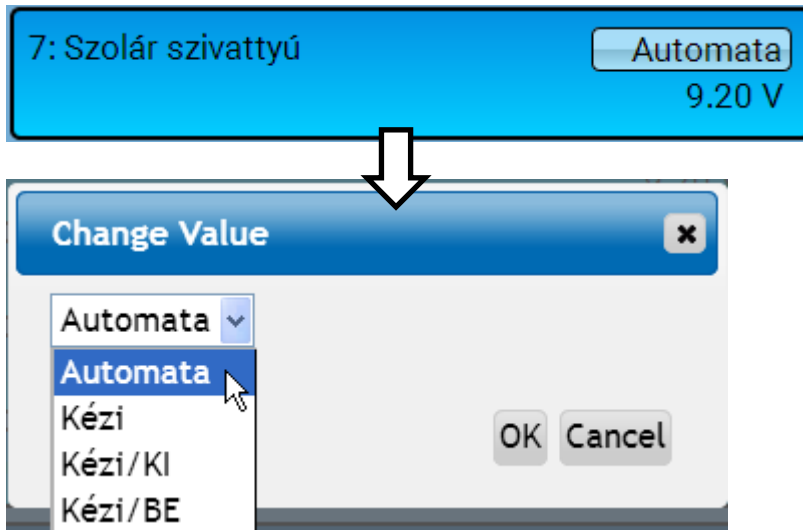 7: Szolár szivattyú
Automata
9.20 V
Change Value
Automata
Automata
Kézi
Kézi/KI
Kézi/BE
OK Cancel